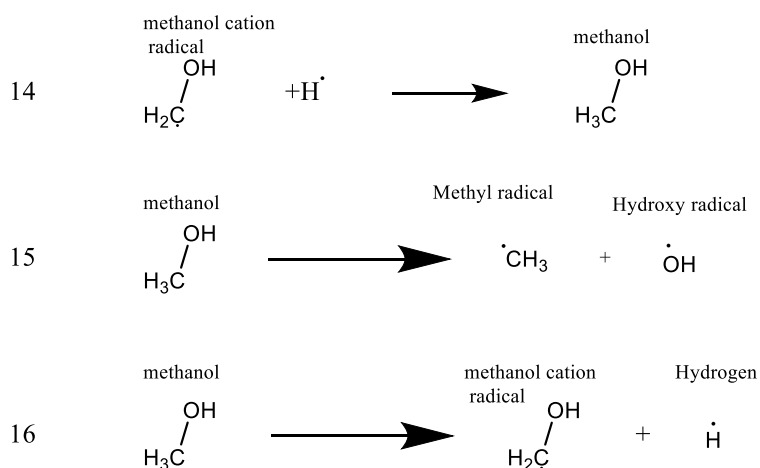 methanol cation
radical
methanol
14
OH
H₂C
+H•
OH
H₃C
methanol
Methyl radical
Hydroxy radical
15
OH
H₃C
•CH₃
+
OH
methanol
methanol cation
radical
Hydrogen
16
OH
H₃C
OH
H₂C
+
H